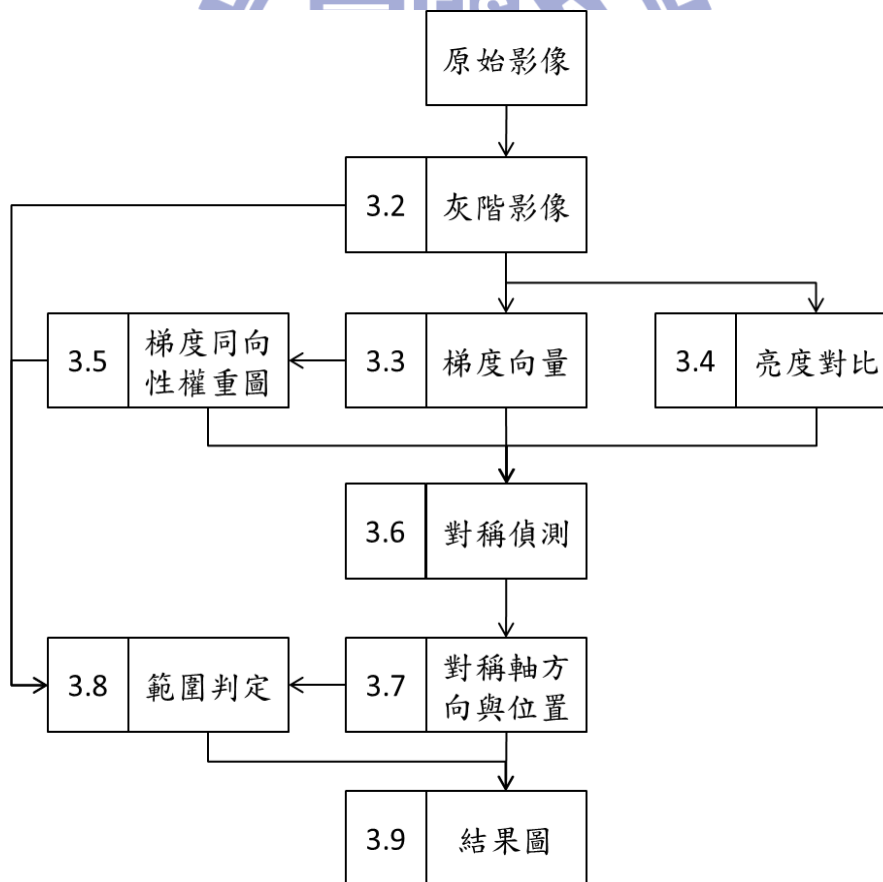 原始影像
3.2 灰階影像
3.5 梯度同向
性權重圖
3.3 梯度向量
3.4 亮度對比
3.6 對稱偵測
3.8 範圍判定
3.7 對稱軸方
向與位置
3.9 結果圖